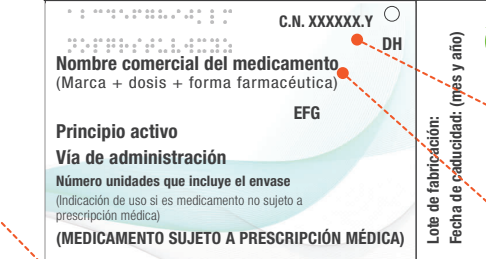 C.N. XXXXXX.Y
DH
Nombre comercial del medicamento
(Marca + dosis + forma farmacéutica)
EFG
Principio activo
Vía de administración
Número unidades que incluye el envase
(Indicación de uso si es medicamento no sujeto a
prescripción médica)
(MEDICAMENTO SUJETO A PRESCRIPCIÓN MÉDICA)
Lote de fabricación:
Fecha de caducidad: (mes y año)